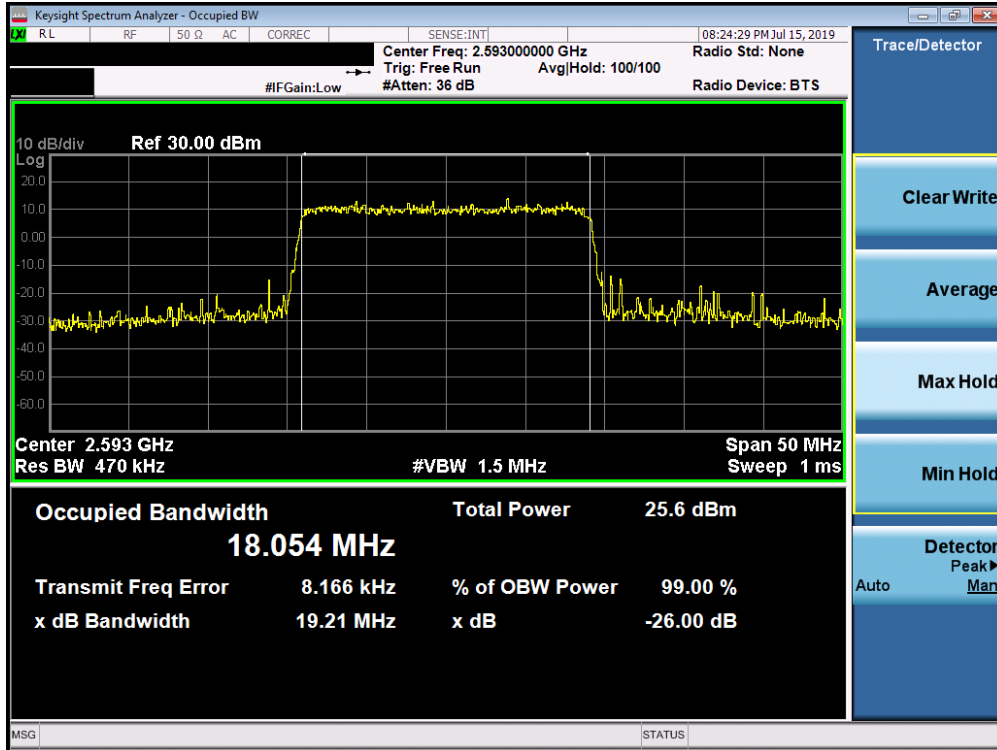 Keysight Spectrum Analyzer - Occupied BW
LXI RL RF 50 Ω AC CORREC SENSE:INT 08:24:29 PM Jul 15, 2019
Center Freq: 2.593000000 GHz Radio Std: None
Trig: Free Run Avg|Hold: 100/100
#IFGain:Low #Atten: 36 dB Radio Device: BTS
Trace/Detector
10 dB/div Ref 30.00 dBm
Log
20.0
10.0
0.00
-10.0
-20.0
-30.0
-40.0
-50.0
-60.0
Center 2.593 GHz Span 50 MHz
Res BW 470 kHz #VBW 1.5 MHz Sweep 1 ms
Occupied Bandwidth Total Power 25.6 dBm
18.054 MHz
Transmit Freq Error 8.166 kHz % of OBW Power 99.00 %
x dB Bandwidth 19.21 MHz x dB -26.00 dB
Clear Write
Average
Max Hold
Min Hold
Detector
Peak▶
Auto Man
MSG STATUS